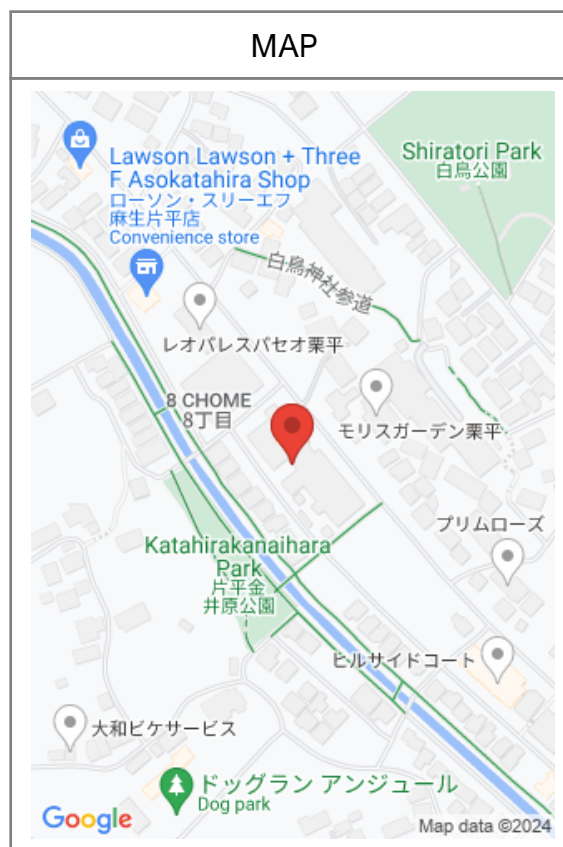 MAP
Lawson Lawson + Three
F Asokatahira Shop
ローソン・スリーエフ
麻生片平店
Convenience store
Shiratori Park
白鳥公園
白鳥神社参道
レオパレスパセオ栗平
8 CHOME
8丁目
モリスガーデン栗平
プリムローズ
Katahirakanaihara
Park
片平金
井原公園
ヒルサイドコート
大和ビケサービス
ドッグラン アンジュール
Dog park
Google
Map data ©2024